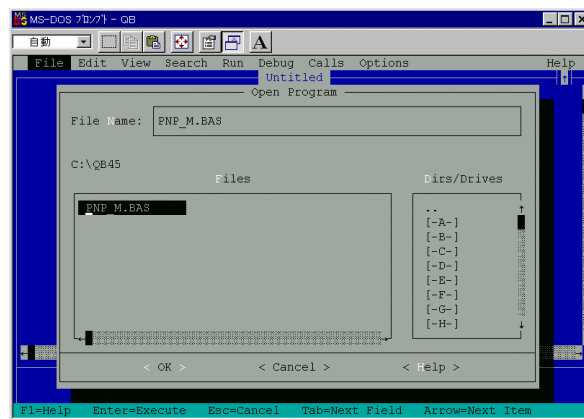 MS-DOS ﾌﾟﾛﾝﾌﾟﾄ - QB
自動
A
File Edit View Search Run Debug Calls Options Help
Untitled
Open Program
File Name: PNP_M.BAS
C:\QB45
Files Dirs/Drives
PNP_M.BAS
..
[-A-]
[-B-]
[-C-]
[-D-]
[-E-]
[-F-]
[-G-]
[-H-]
< OK > < Cancel > < Help >
F1=Help Enter=Execute Esc=Cancel Tab=Next Field Arrow=Next Item